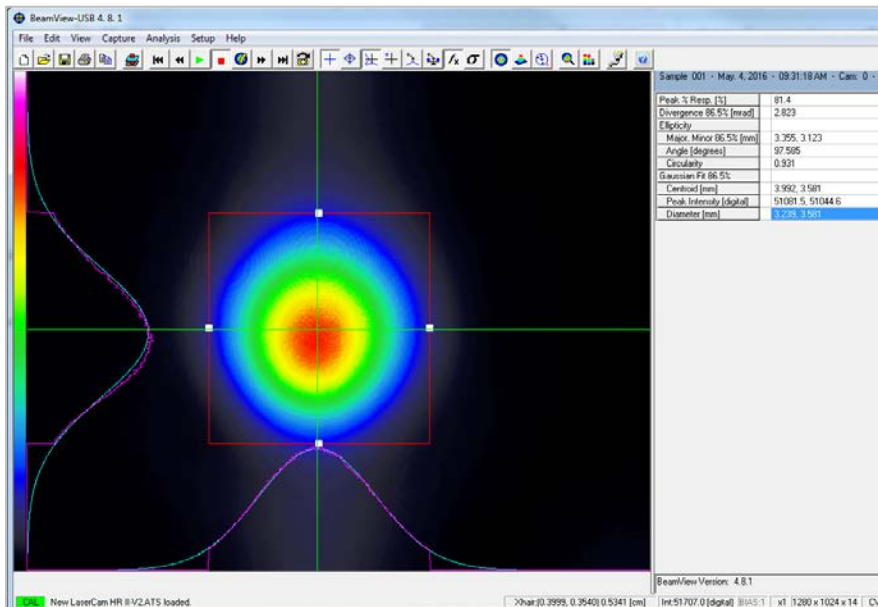 BeamView-USB 4. 8. 1
File Edit View Capture Analysis Setup Help
Sample 001 - May. 4, 2016 - 09:31:18 AM - Cam: 0 -
Peak % Resp. [%] 81.4
Divergence 86.5% [mrad] 2.823
Ellipticity
Major, Minor 86.5% [mm] 3.355, 3.123
Angle [degrees] 97.585
Circularity 0.931
Gaussian Fit 86.5%
Centroid [mm] 3.992, 3.581
Peak Intensity [digital] 51081.5, 51044.6
Diameter [mm] 3.239, 3.581
BeamView Version: 4.8.1
CAL New LaserCam HR II-V2.ATS loaded. Xhair:(0.3999, 0.3540) 0.5341 [cm] Int:51707.0 [digital] BIAS:1 x1 1280 x 1024 x 14